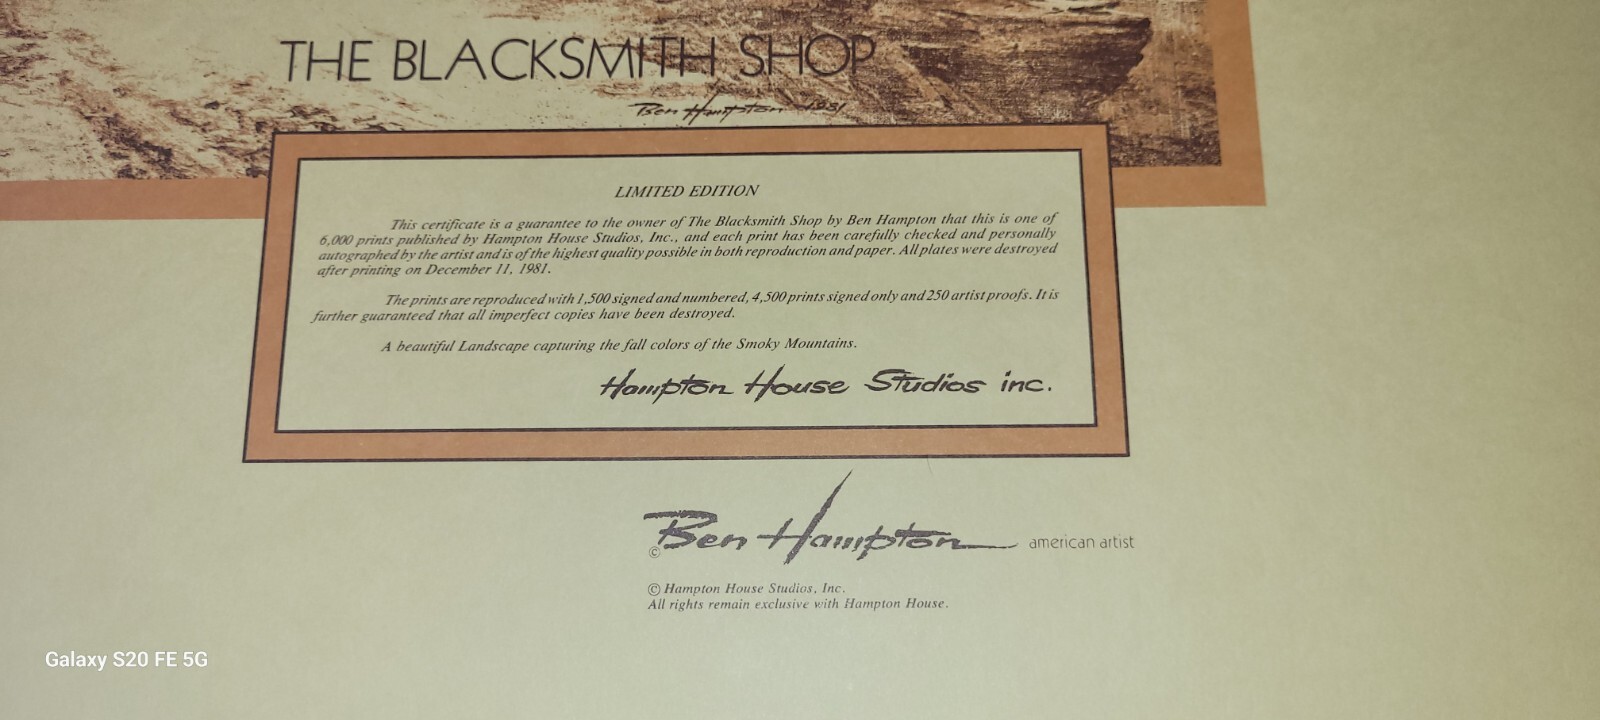 THE BLACKSMITH SHOP
Ben Hampton 1981
LIMITED EDITION
This certificate is a guarantee to the owner of The Blacksmith Shop by Ben Hampton that this is one of
6,000 prints published by Hampton House Studios, Inc., and each print has been carefully checked and personally
autographed by the artist and is of the highest quality possible in both reproduction and paper. All plates were destroyed
after printing on December 11, 1981.
The prints are reproduced with 1,500 signed and numbered, 4,500 prints signed only and 250 artist proofs. It is
further guaranteed that all imperfect copies have been destroyed.
A beautiful Landscape capturing the fall colors of the Smoky Mountains.
Hampton House Studios inc.
© Ben Hampton american artist
© Hampton House Studios, Inc.
All rights remain exclusive with Hampton House.
Galaxy S20 FE 5G